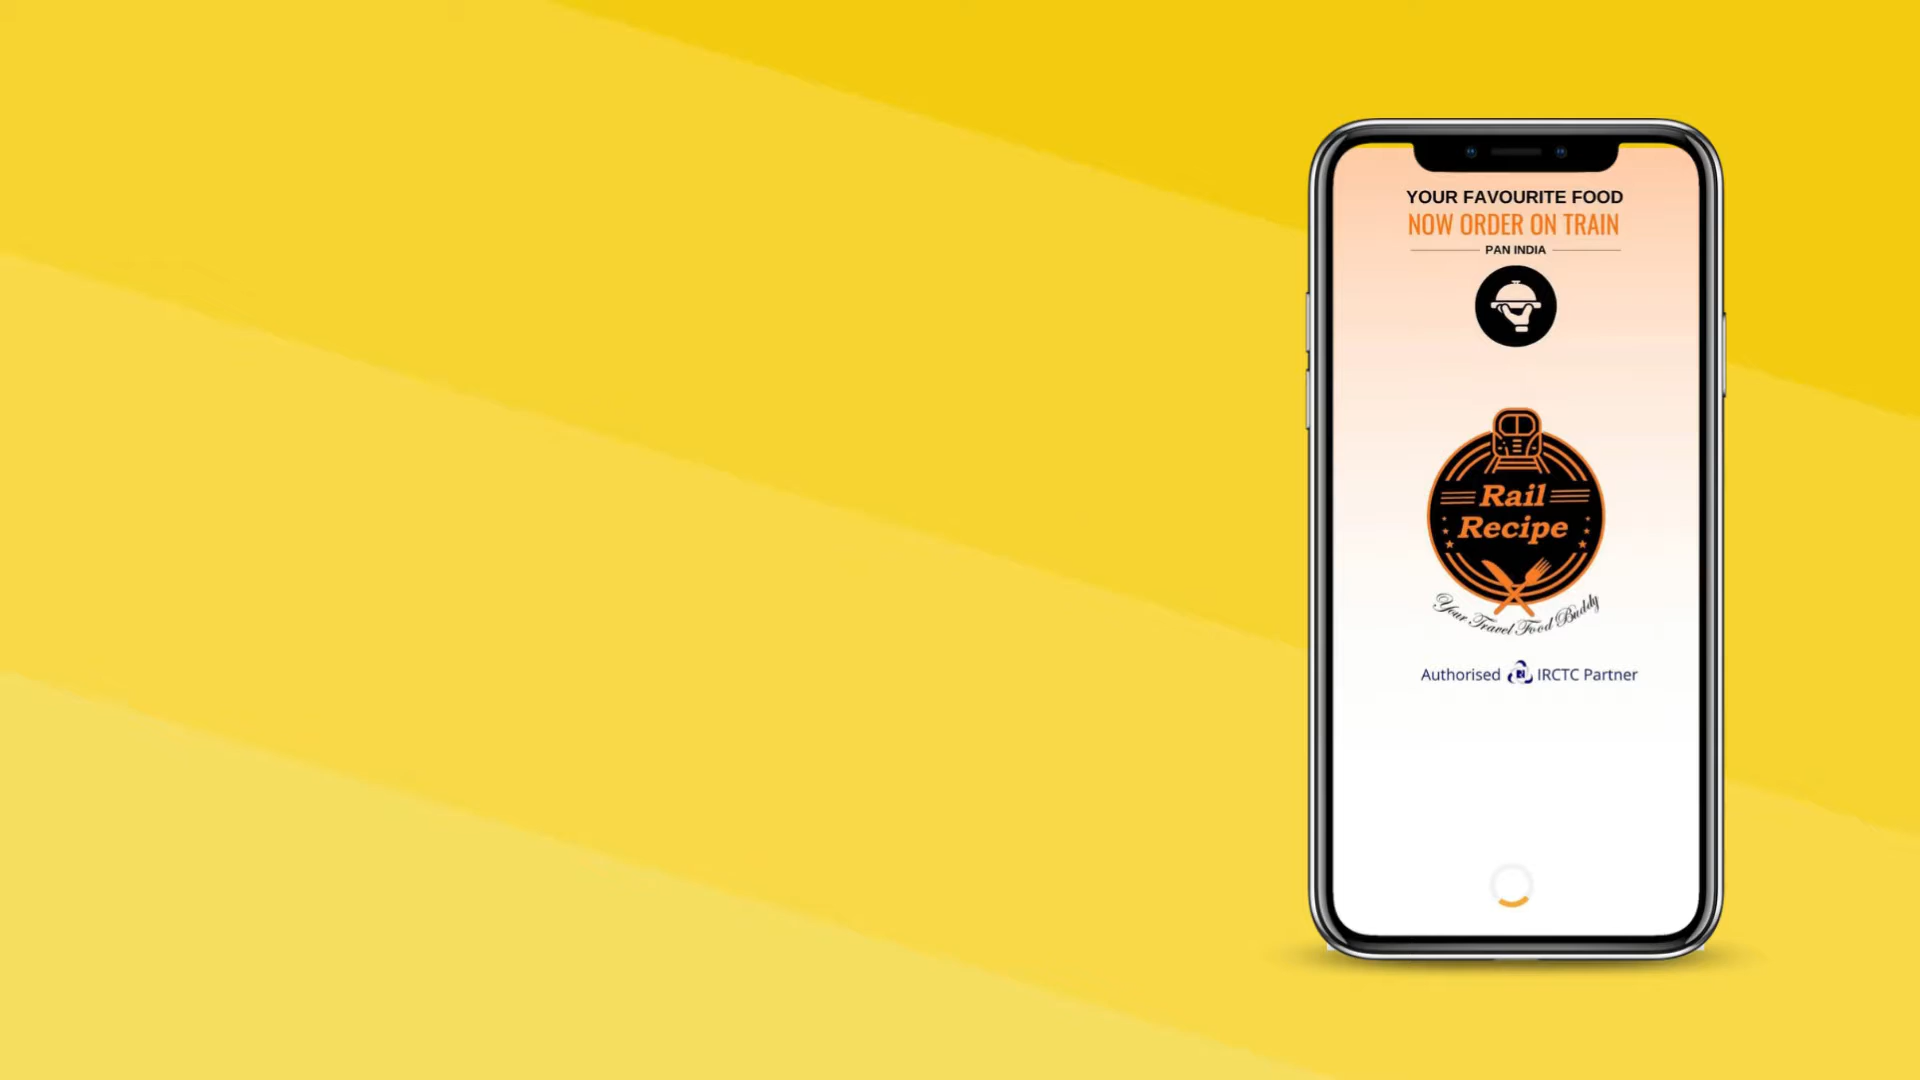 YOUR FAVOURITE FOOD
NOW ORDER ON TRAIN
PAN INDIA
Rail
Recipe
Your Travel Food Buddy
Authorised IRCTC Partner